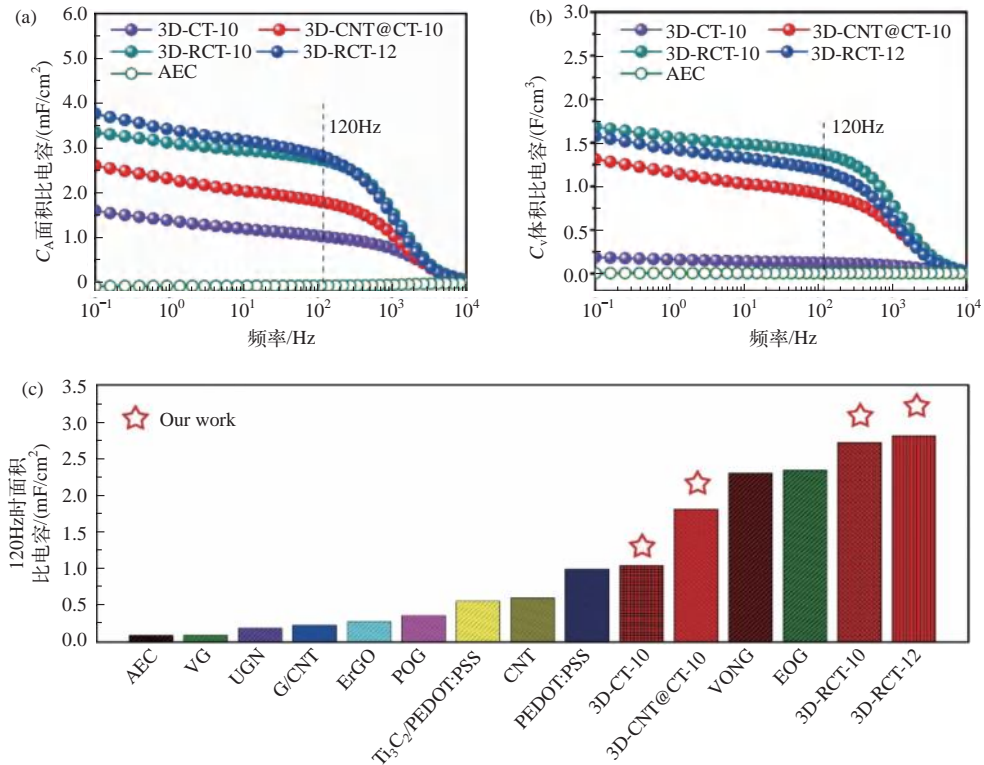 (a)
6.0
5.0
4.0
3.0
2.0
1.0
0
C_A面积比电容/(mF/cm²)
3D-CT-10
3D-CNT@CT-10
3D-RCT-10
3D-RCT-12
AEC
120Hz
10⁻¹
10⁰
10¹
10²
10³
10⁴
频率/Hz
(b)
3.0
2.5
2.0
1.5
1.0
0.5
0.0
C_v体积比电容/(F/cm³)
3D-CT-10
3D-CNT@CT-10
3D-RCT-10
3D-RCT-12
AEC
120Hz
10⁻¹
10⁰
10¹
10²
10³
10⁴
频率/Hz
(c)
3.5
3.0
2.5
2.0
1.5
1.0
0.5
0.0
120Hz时面积
比电容/(mF/cm²)
Our work
AEC
VG
UGN
G/CNT
ErGO
POG
Ti₃C₂/PEDOT:PSS
CNT
PEDOT:PSS
3D-CT-10
3D-CNT@CT-10
VONG
EOG
3D-RCT-10
3D-RCT-12